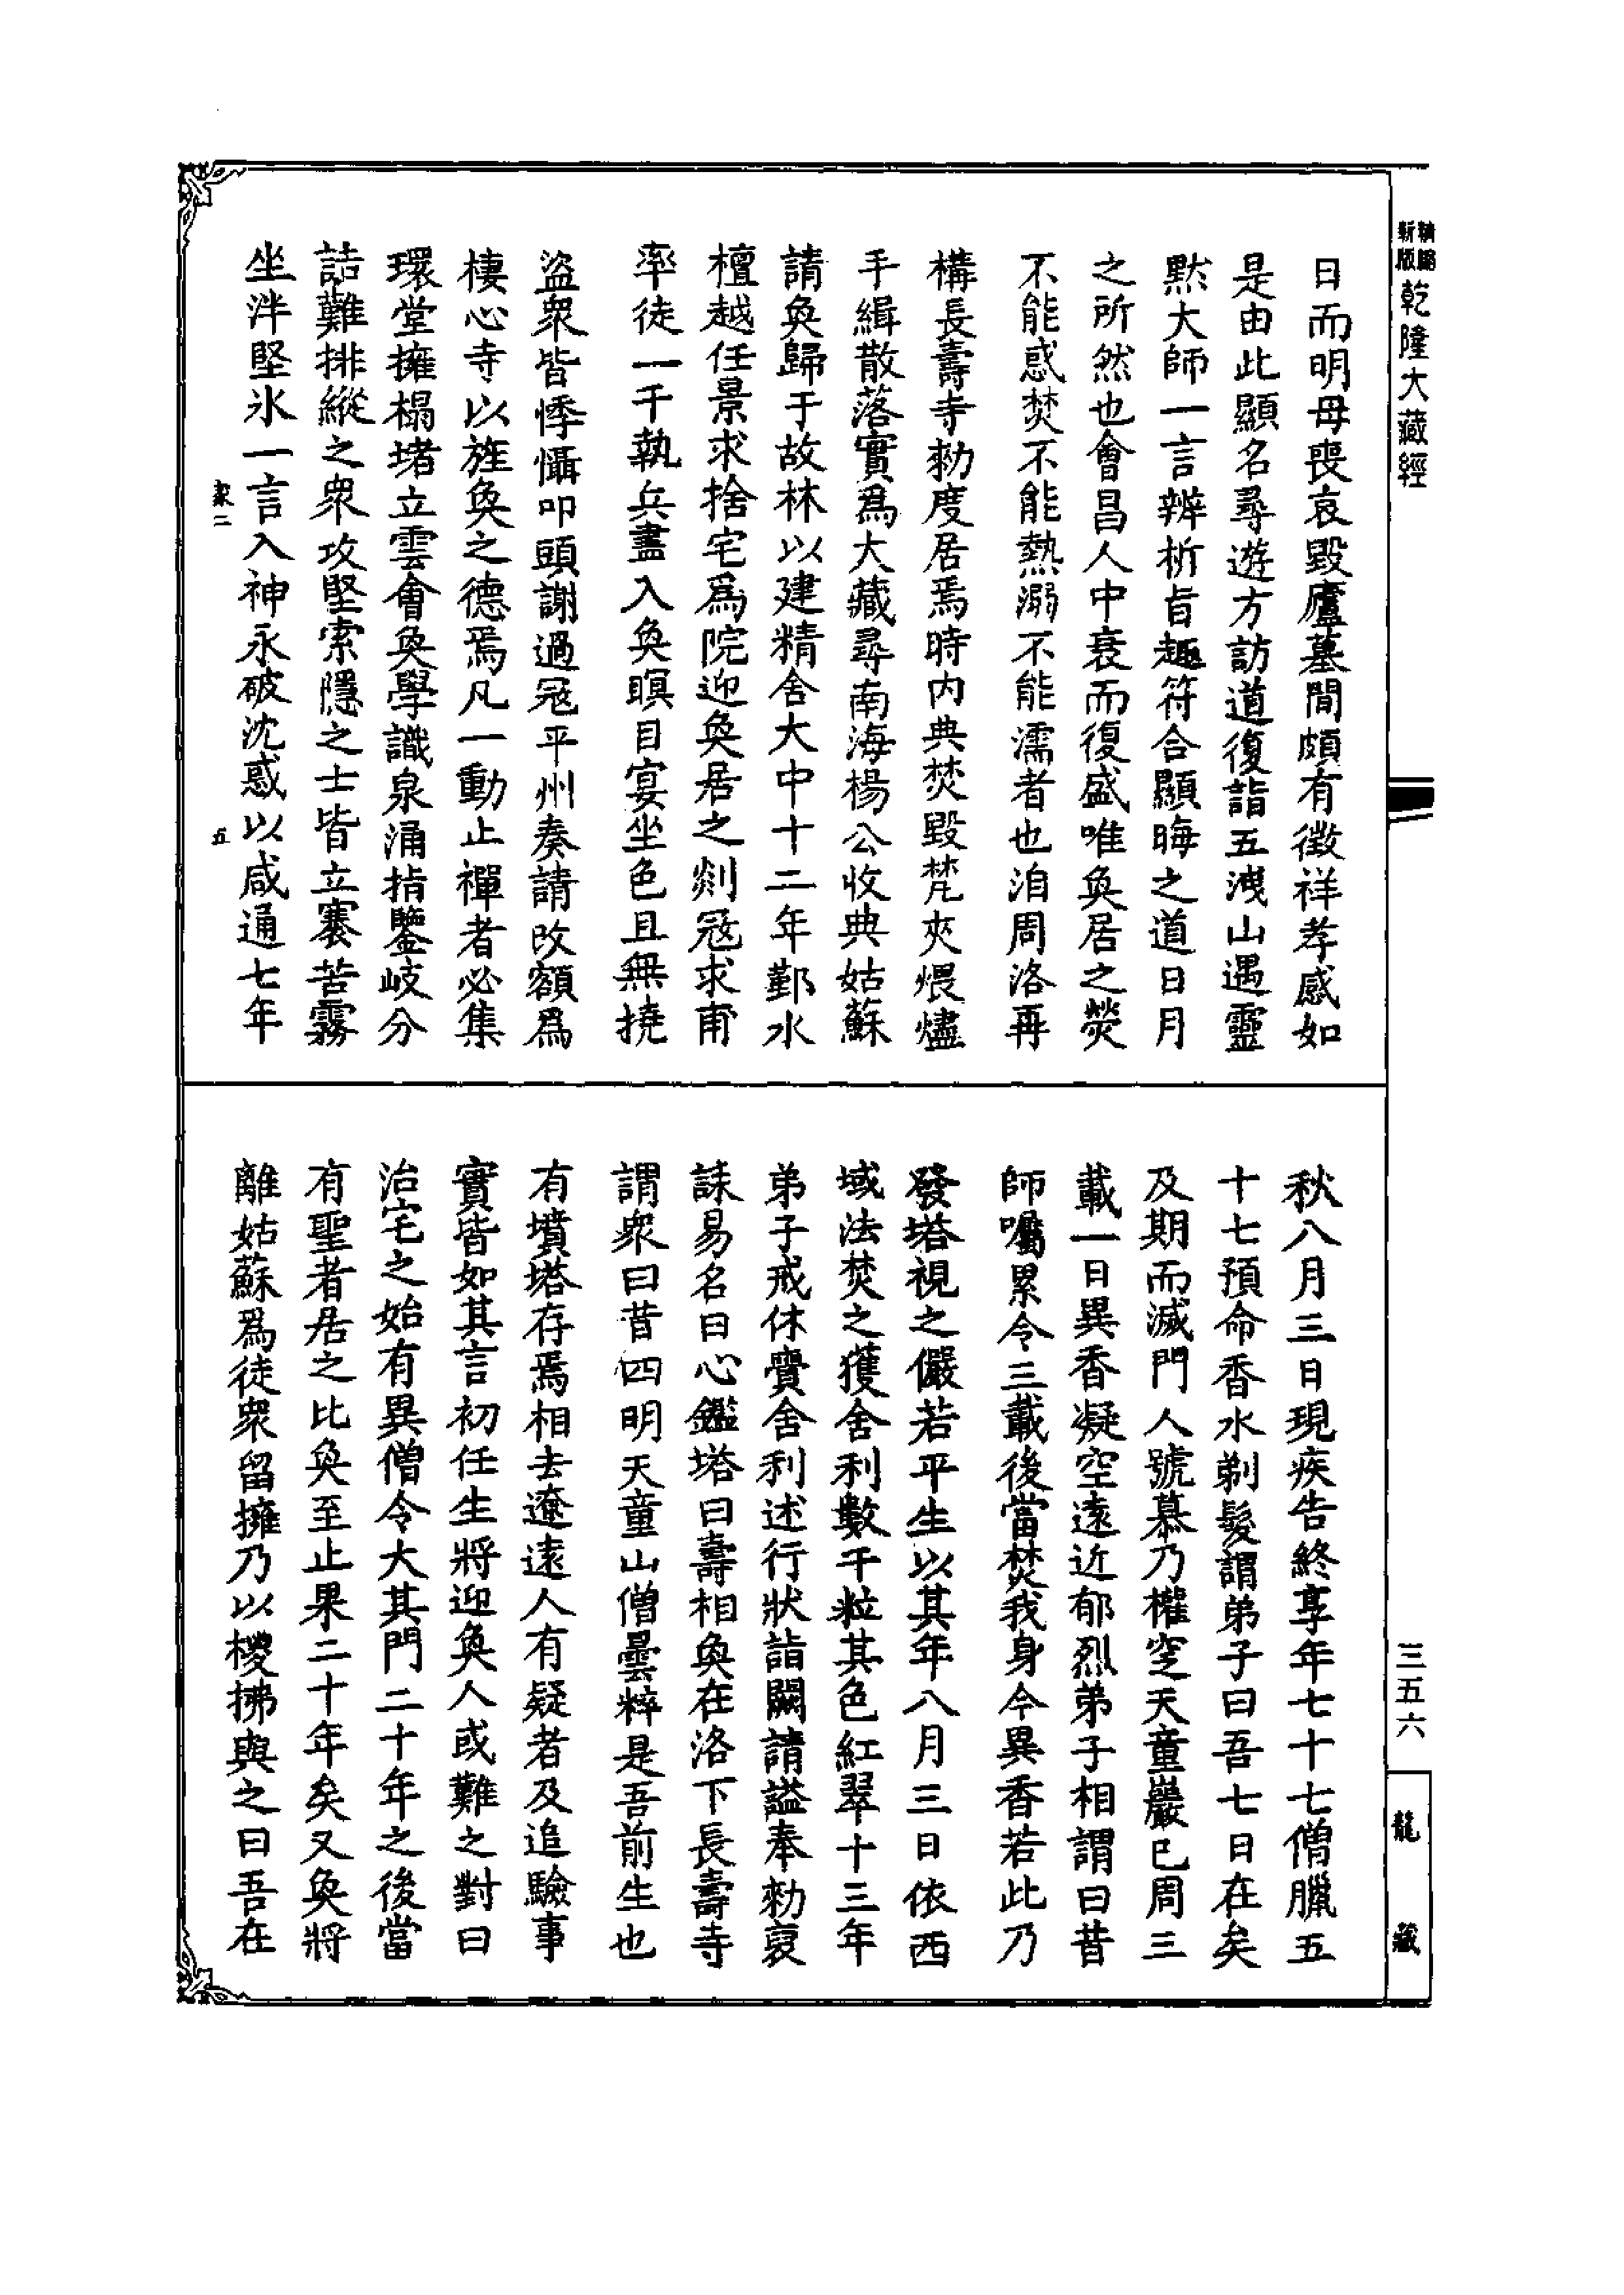 精縮
新版
乾隆大藏經
日而明母喪哀毀廬墓間頗有徵祥孝感如
是由此顯名尋遊方訪道復詣五洩山遇靈
黙大師一言辨析旨趣符合顯晦之道日月
之所然也會昌人中衰而復盛唯奐居之熒
不能惑焚不能熱溺不能濡者也洎周洛再
構長壽寺勑度居焉時内典焚毀梵夾煨燼
手緝散落實爲大藏尋南海楊公收典姑蘇
請奐歸于故林以建精舍大中十二年鄞水
檀越任景求捨宅爲院迎奐居之剡冦求甫
率徒一千執兵晝入奐瞑目宴坐色且無撓
盜衆皆悸懾叩頭謝過冦平州奏請改額爲
棲心寺以旌奐之德焉凡一動止禪者必集
環堂擁榻堵立雲會奐學識泉涌指鑒岐分
詰難排縱之衆攻堅索隱之士皆立褰苦霧
坐泮堅氷一言入神永破沈惑以咸通七年
隸二
五
秋八月三日現疾告終享年七十七僧臘五
十七預命香水剃髮謂弟子曰吾七日在矣
及期而滅門人號慕乃權窆天童巖巳周三
載一日異香凝空遠近郁烈弟子相謂曰昔
師囑累令三載後當焚我身今異香若此乃
發塔視之儼若平生以其年八月三日依西
域法焚之獲舍利數千粒其色紅翠十三年
弟子戒休賷舍利述行狀詣闕請謚奉勑裒
誄易名曰心鑑塔曰壽相奐在洛下長壽寺
謂衆曰昔四明天童山僧曇粹是吾前生也
有墳塔存焉相去遼遠人有疑者及追驗事
實皆如其言初任生將迎奐人或難之對曰
治宅之始有異僧令大其門二十年之後當
有聖者居之比奐至止果二十年矣又奐將
離姑蘇爲徒衆留擁乃以椶拂與之曰吾在
三五六
龍藏